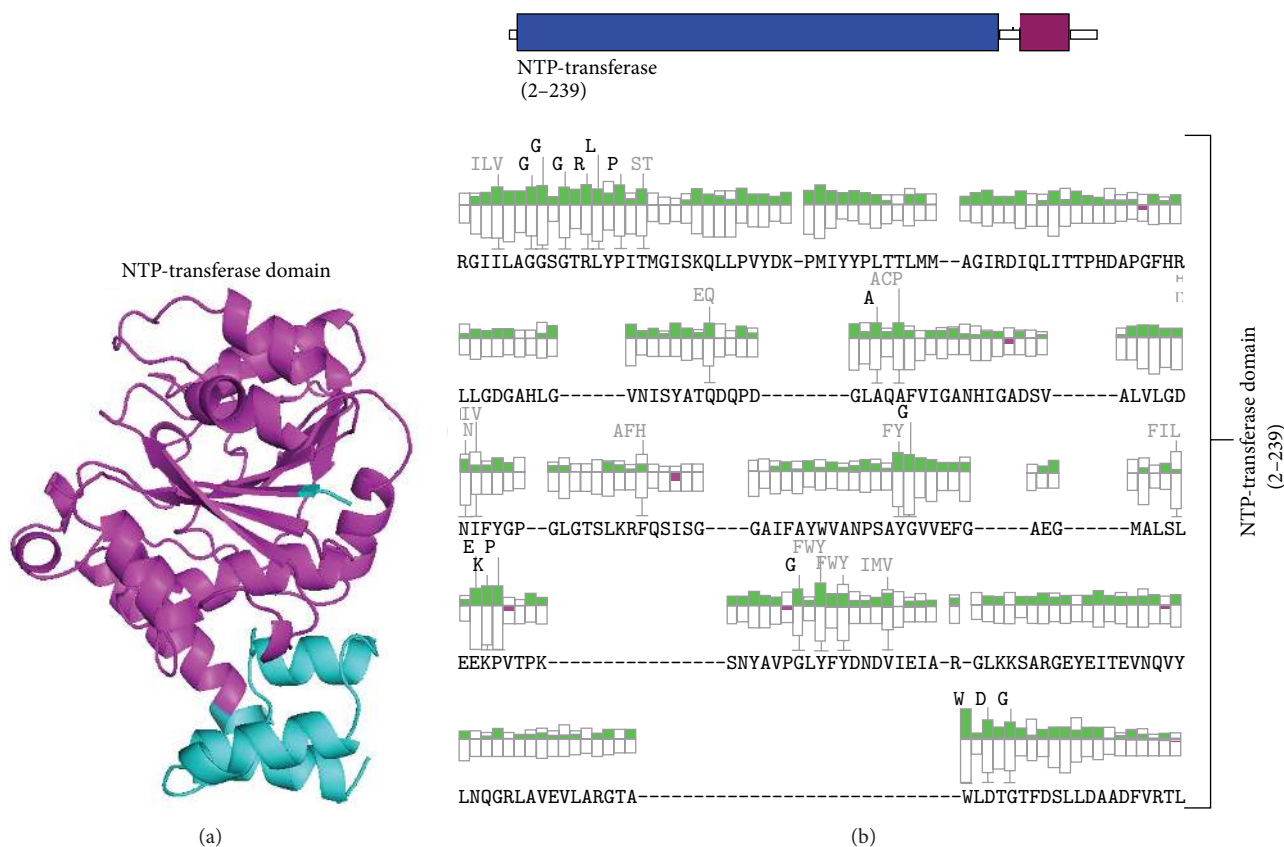 NTP-transferase
(2–239)
NTP-transferase domain
G L
ILV G G R P ST
RGIILAGGSGTRLYPITMGISKQLLPVYDK-PMIYYPLTTLMM--AGIRDIQLITTPHDAPGFHR
ACP
EQ A
LLGDGAHLG------VNISYATQDQPD--------GLAQAFVIGANHIGADSV------ALVLGD
IV G
N AFH FY FIL
NIFYGP--GLGTSLKRFQSISG----GAIFAYWVANPSAYGVVEFG-----AEG------MALSL
E P FWY
K G FWY IMV
EEKPVTPK----------------SNYAVPGLYFYDNDVIEIA-R-GLKKSARGEYEITEVNQVY
W D G
LNQGRLAVEVLARGTA-----------------------------WLDTGTFDSLLDAADFVRTL
NTP-transferase domain
(2–239)
(a)
(b)